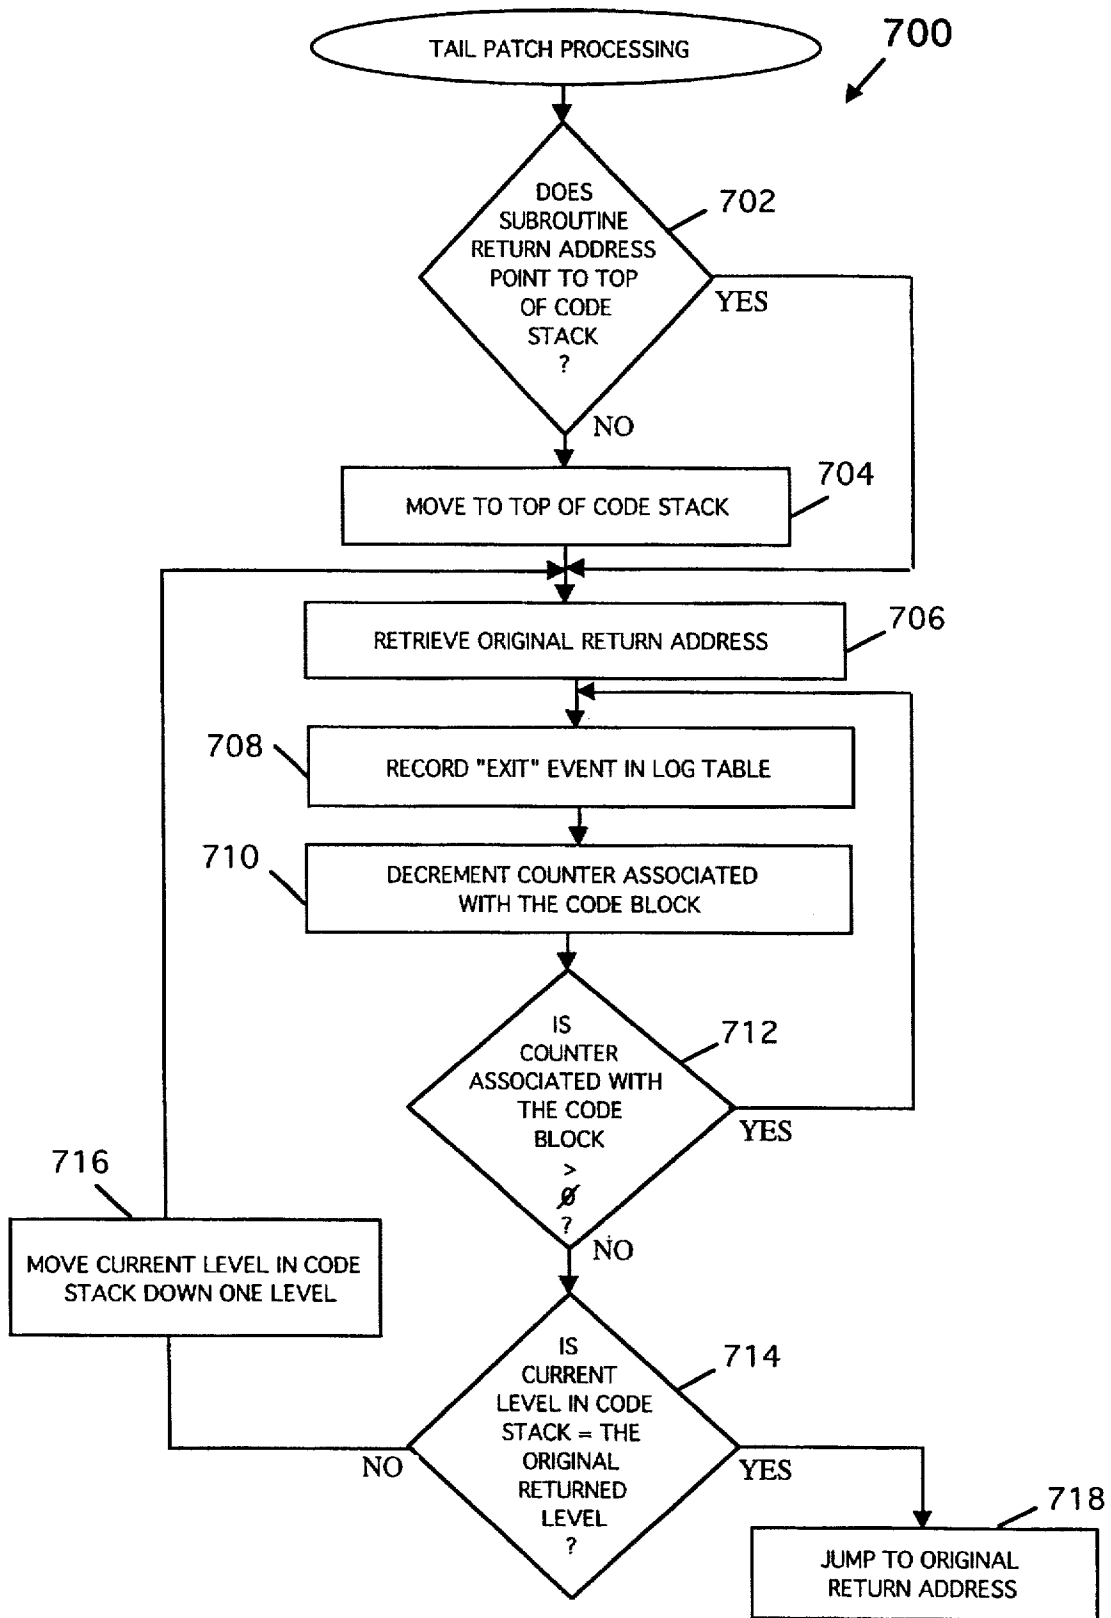 TAIL PATCH PROCESSING
700
DOES
SUBROUTINE
RETURN ADDRESS
POINT TO TOP
OF CODE
STACK
?
702
YES
NO
MOVE TO TOP OF CODE STACK
704
RETRIEVE ORIGINAL RETURN ADDRESS
706
708
RECORD "EXIT" EVENT IN LOG TABLE
710
DECREMENT COUNTER ASSOCIATED
WITH THE CODE BLOCK
IS
COUNTER
ASSOCIATED WITH
THE CODE
BLOCK
>
0
?
712
YES
NO
716
MOVE CURRENT LEVEL IN CODE
STACK DOWN ONE LEVEL
IS
CURRENT
LEVEL IN CODE
STACK = THE
ORIGINAL
RETURNED
LEVEL
?
714
NO
YES
718
JUMP TO ORIGINAL
RETURN ADDRESS